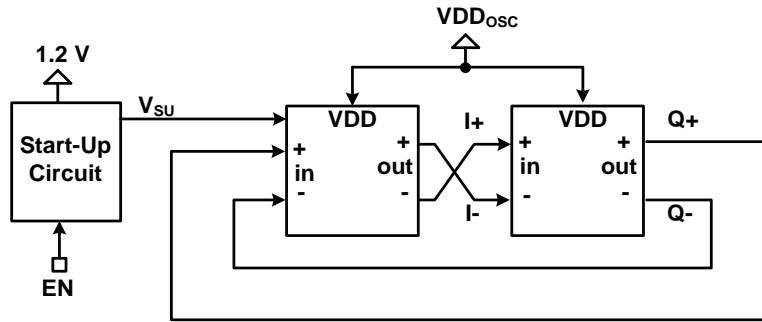 VDDOSC
1.2 V
Start-Up
Circuit
EN
VSU
VDD
+
in
-
+
out
-
I+
I-
VDD
+
in
-
+
out
-
Q+
Q-